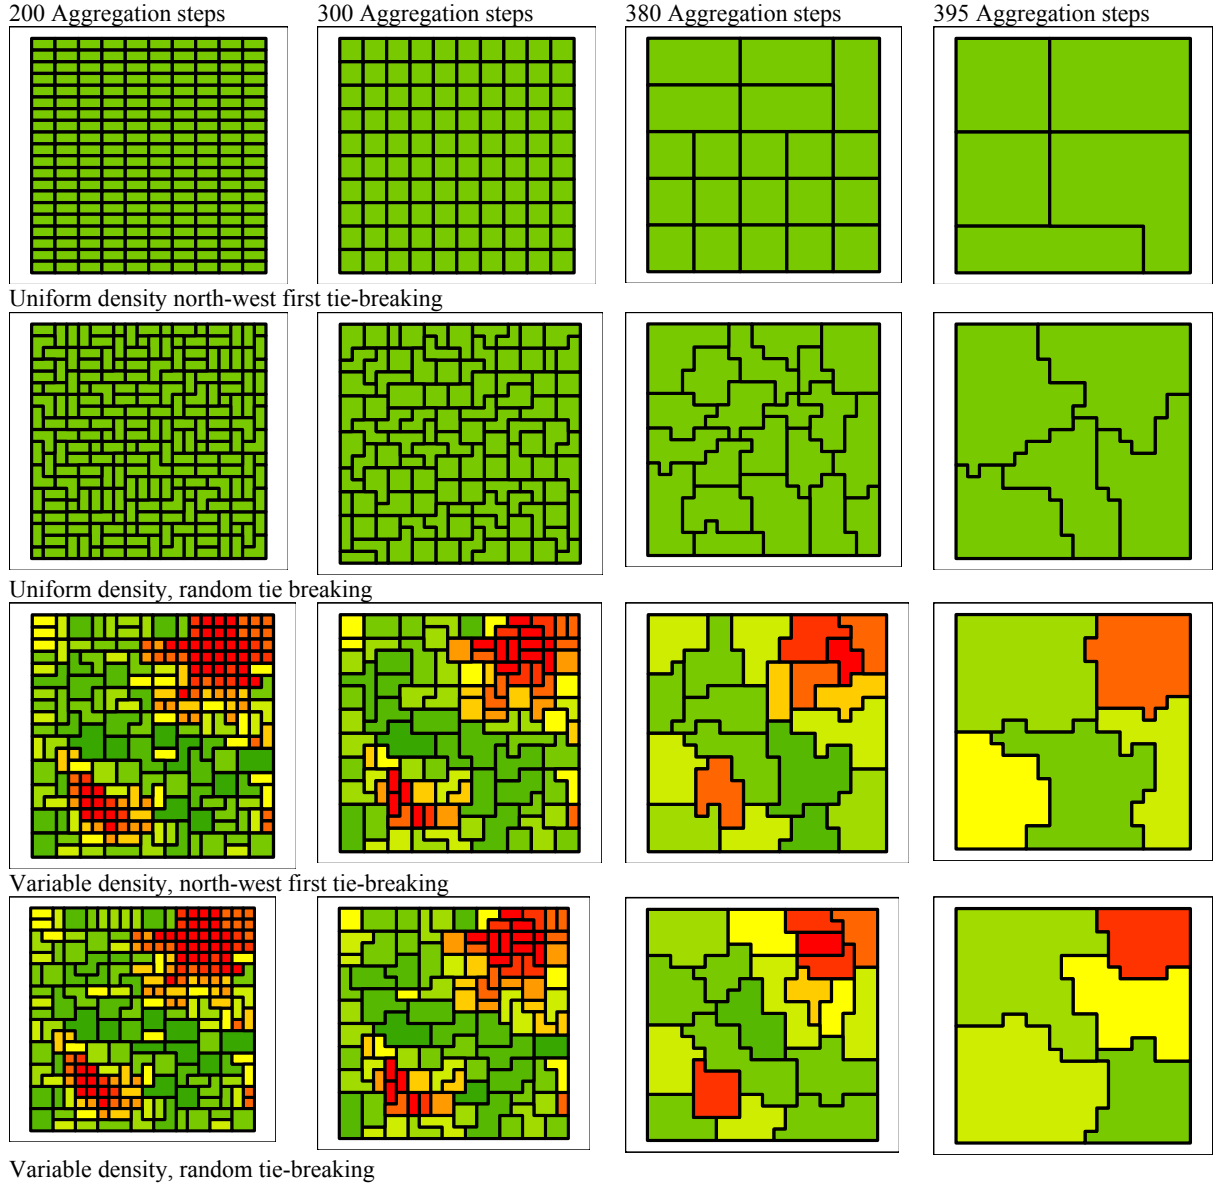 200 Aggregation steps 300 Aggregation steps 380 Aggregation steps 395 Aggregation steps
Uniform density north-west first tie-breaking
Uniform density, random tie breaking
Variable density, north-west first tie-breaking
Variable density, random tie-breaking